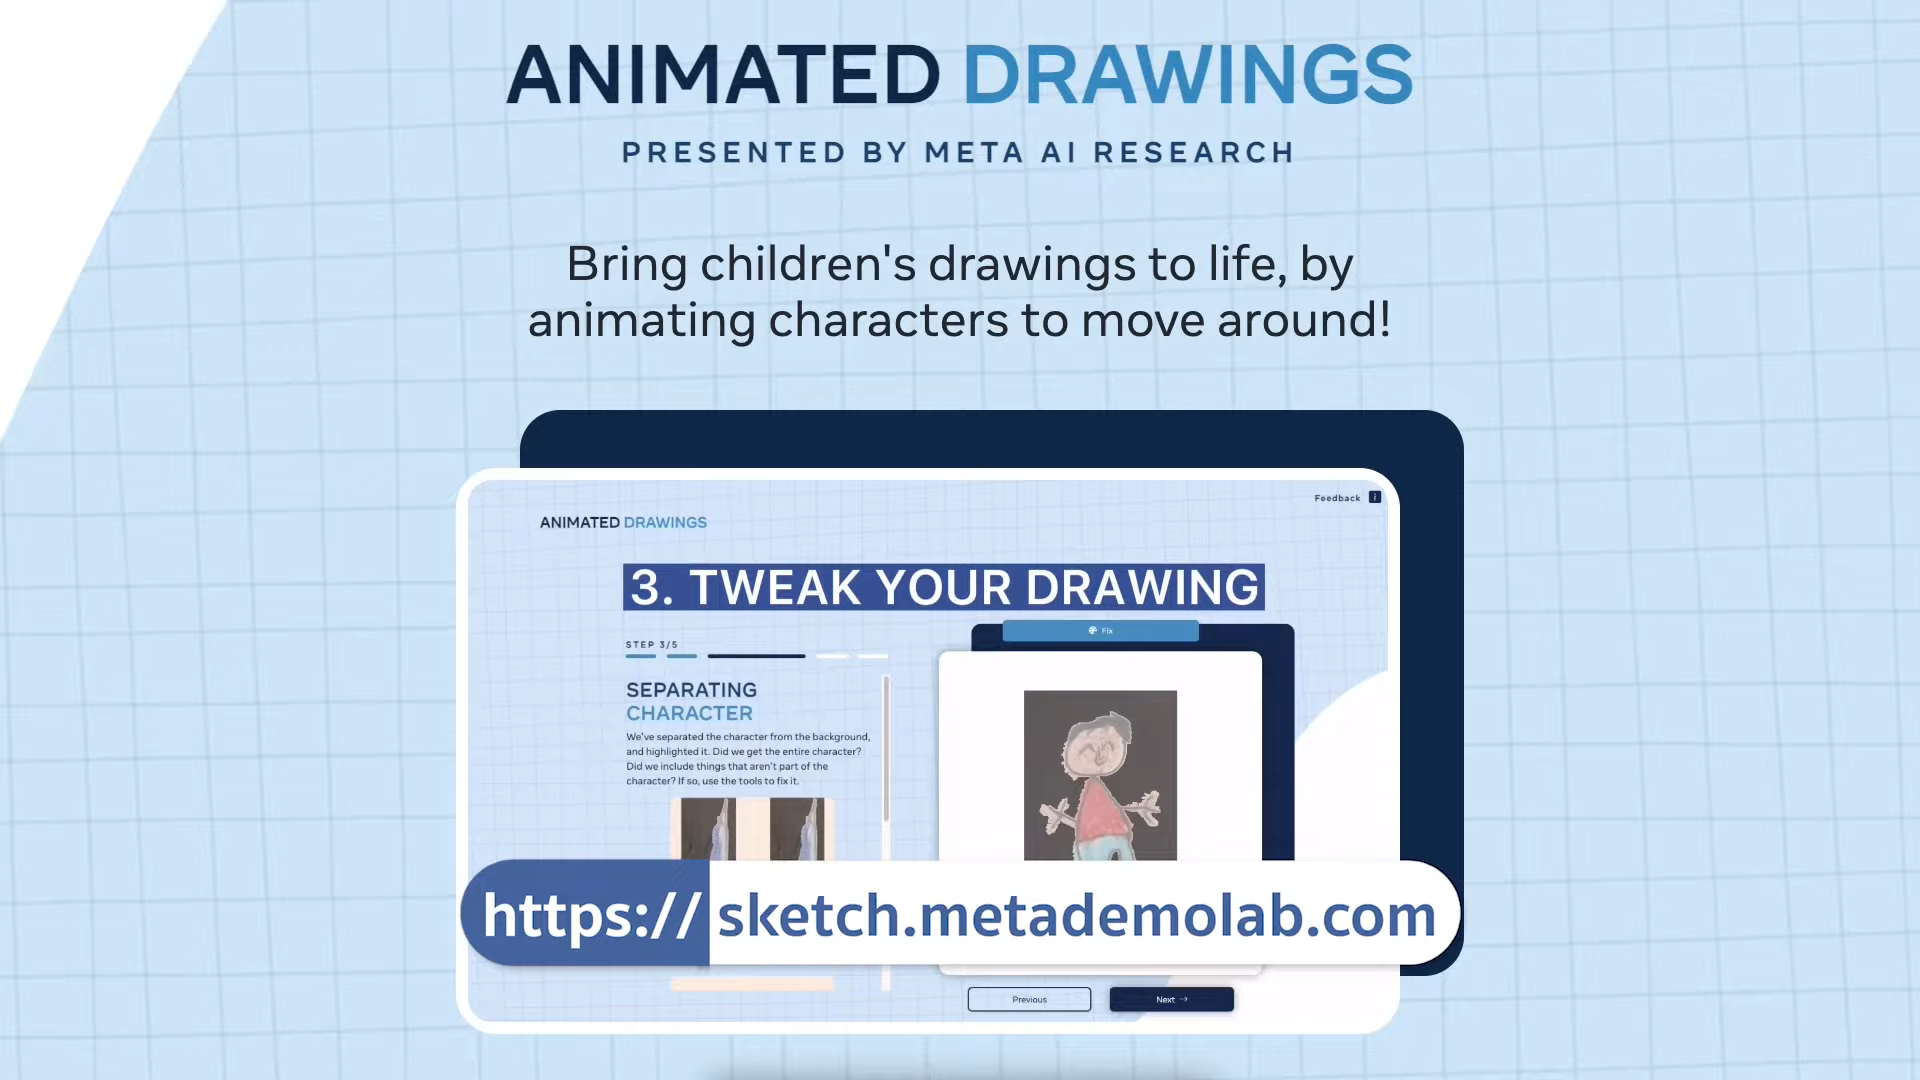 ANIMATED DRAWINGS
PRESENTED BY META AI RESEARCH
Bring children's drawings to life, by
animating characters to move around!
Feedback i
ANIMATED DRAWINGS
3. TWEAK YOUR DRAWING
STEP 3/5
Fix
SEPARATING
CHARACTER
We've separated the character from the background,
and highlighted it. Did we get the entire character?
Did we include things that aren't part of the
character? If so, use the tools to fix it.
https:// sketch.metademolab.com
Previous
Next →